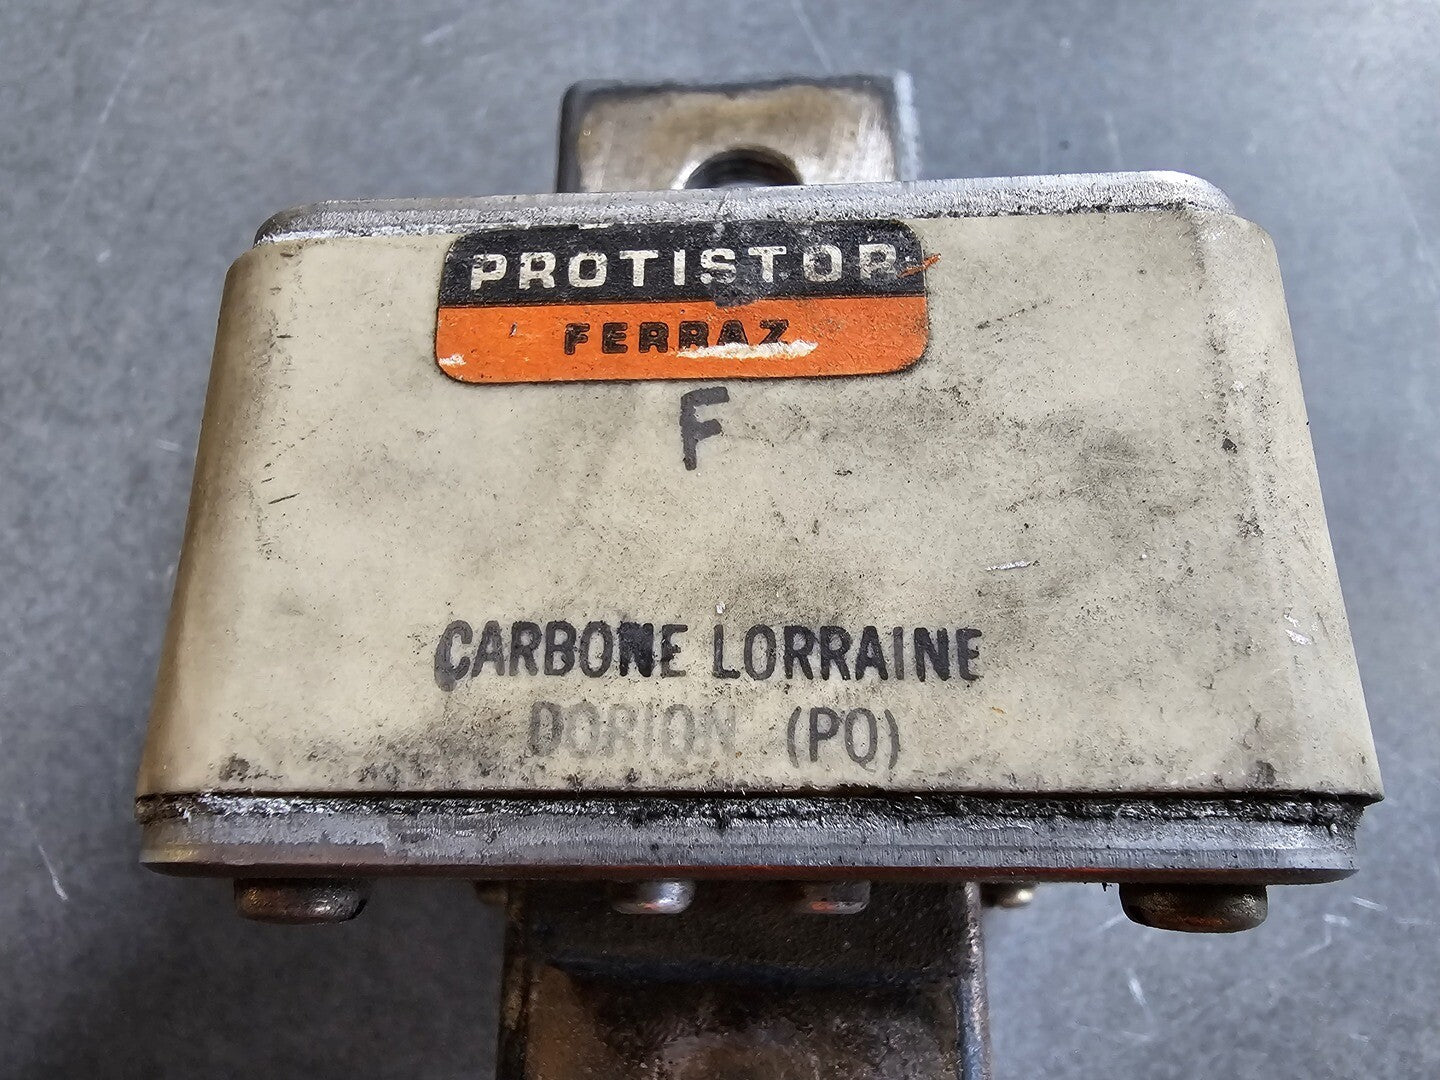 PROTISTOR
FERRAZ
F
CARBONE LORRAINE
DORION (PQ)